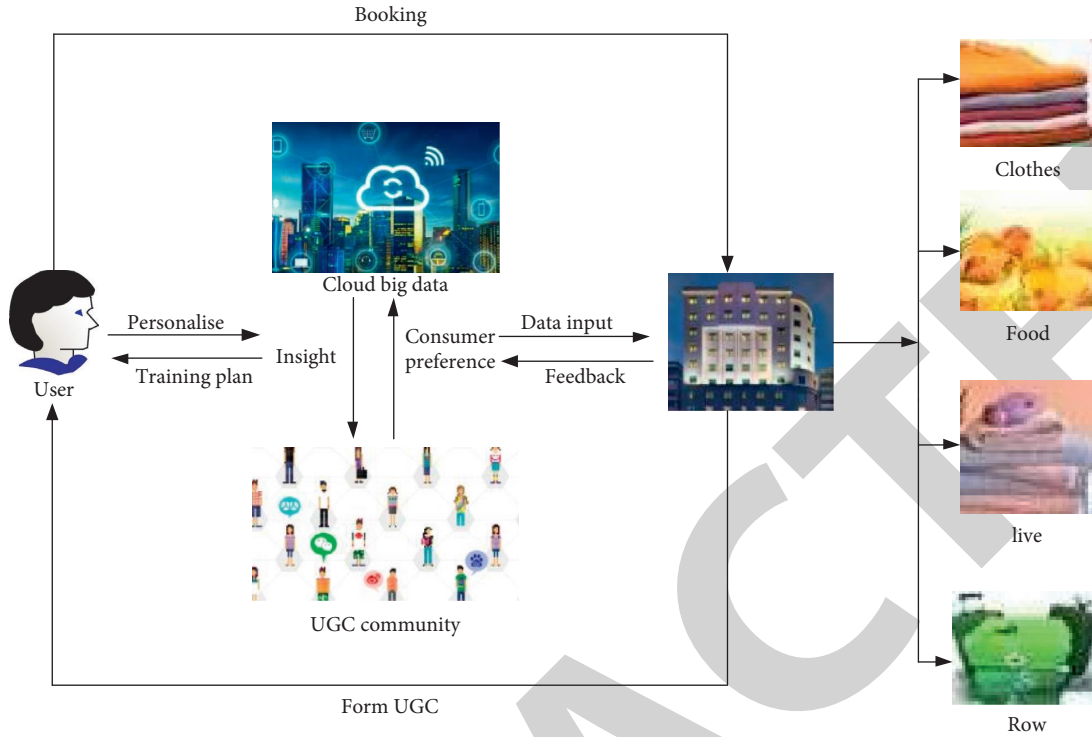 Booking
Clothes
Cloud big data
Food
Personalise
Insight
Consumer
preference
Data input
Training plan
Feedback
User
live
UGC community
Form UGC
Row